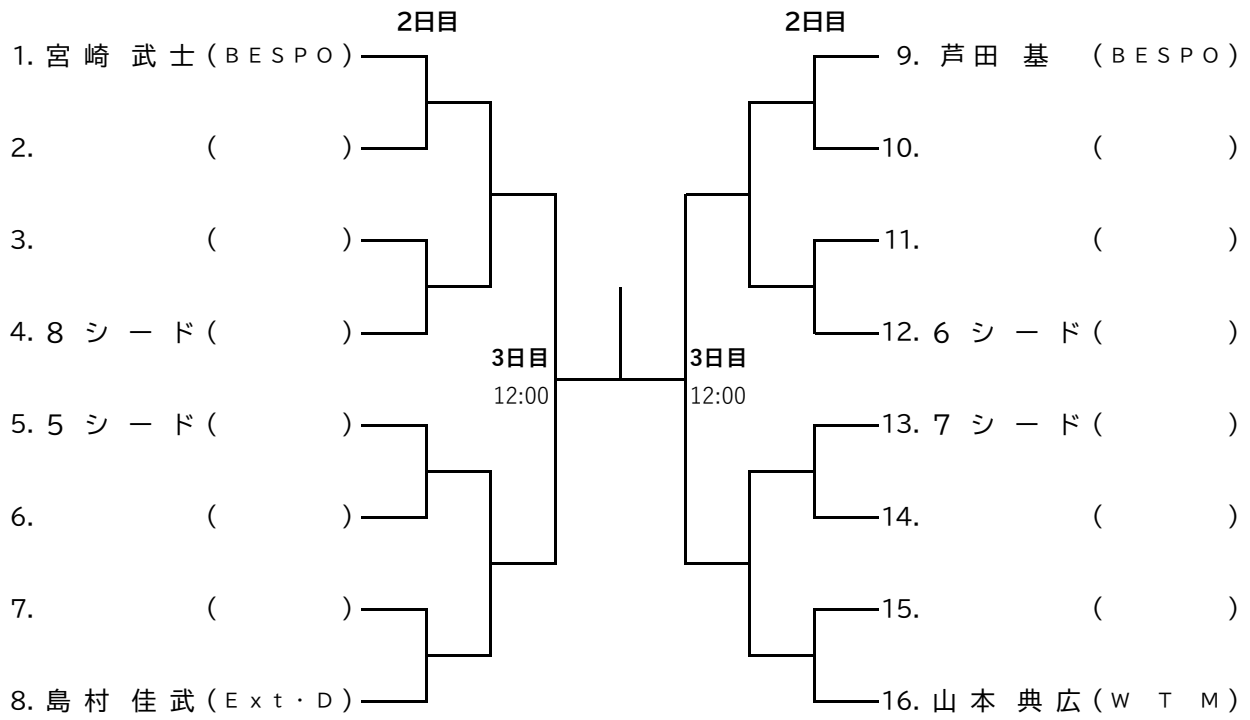 2日目
1. 宮崎 武士(BESPO)
2. ( )
3. ( )
4. 8シード( )
5. 5シード( )
6. ( )
7. ( )
8. 島村 佳武(Ext・D)
3日目
12:00
2日目
9. 芦田 基 (BESPO)
10. ( )
11. ( )
12. 6シード( )
13. 7シード( )
14. ( )
15. ( )
16. 山本 典広(WTM)
3日目
12:00